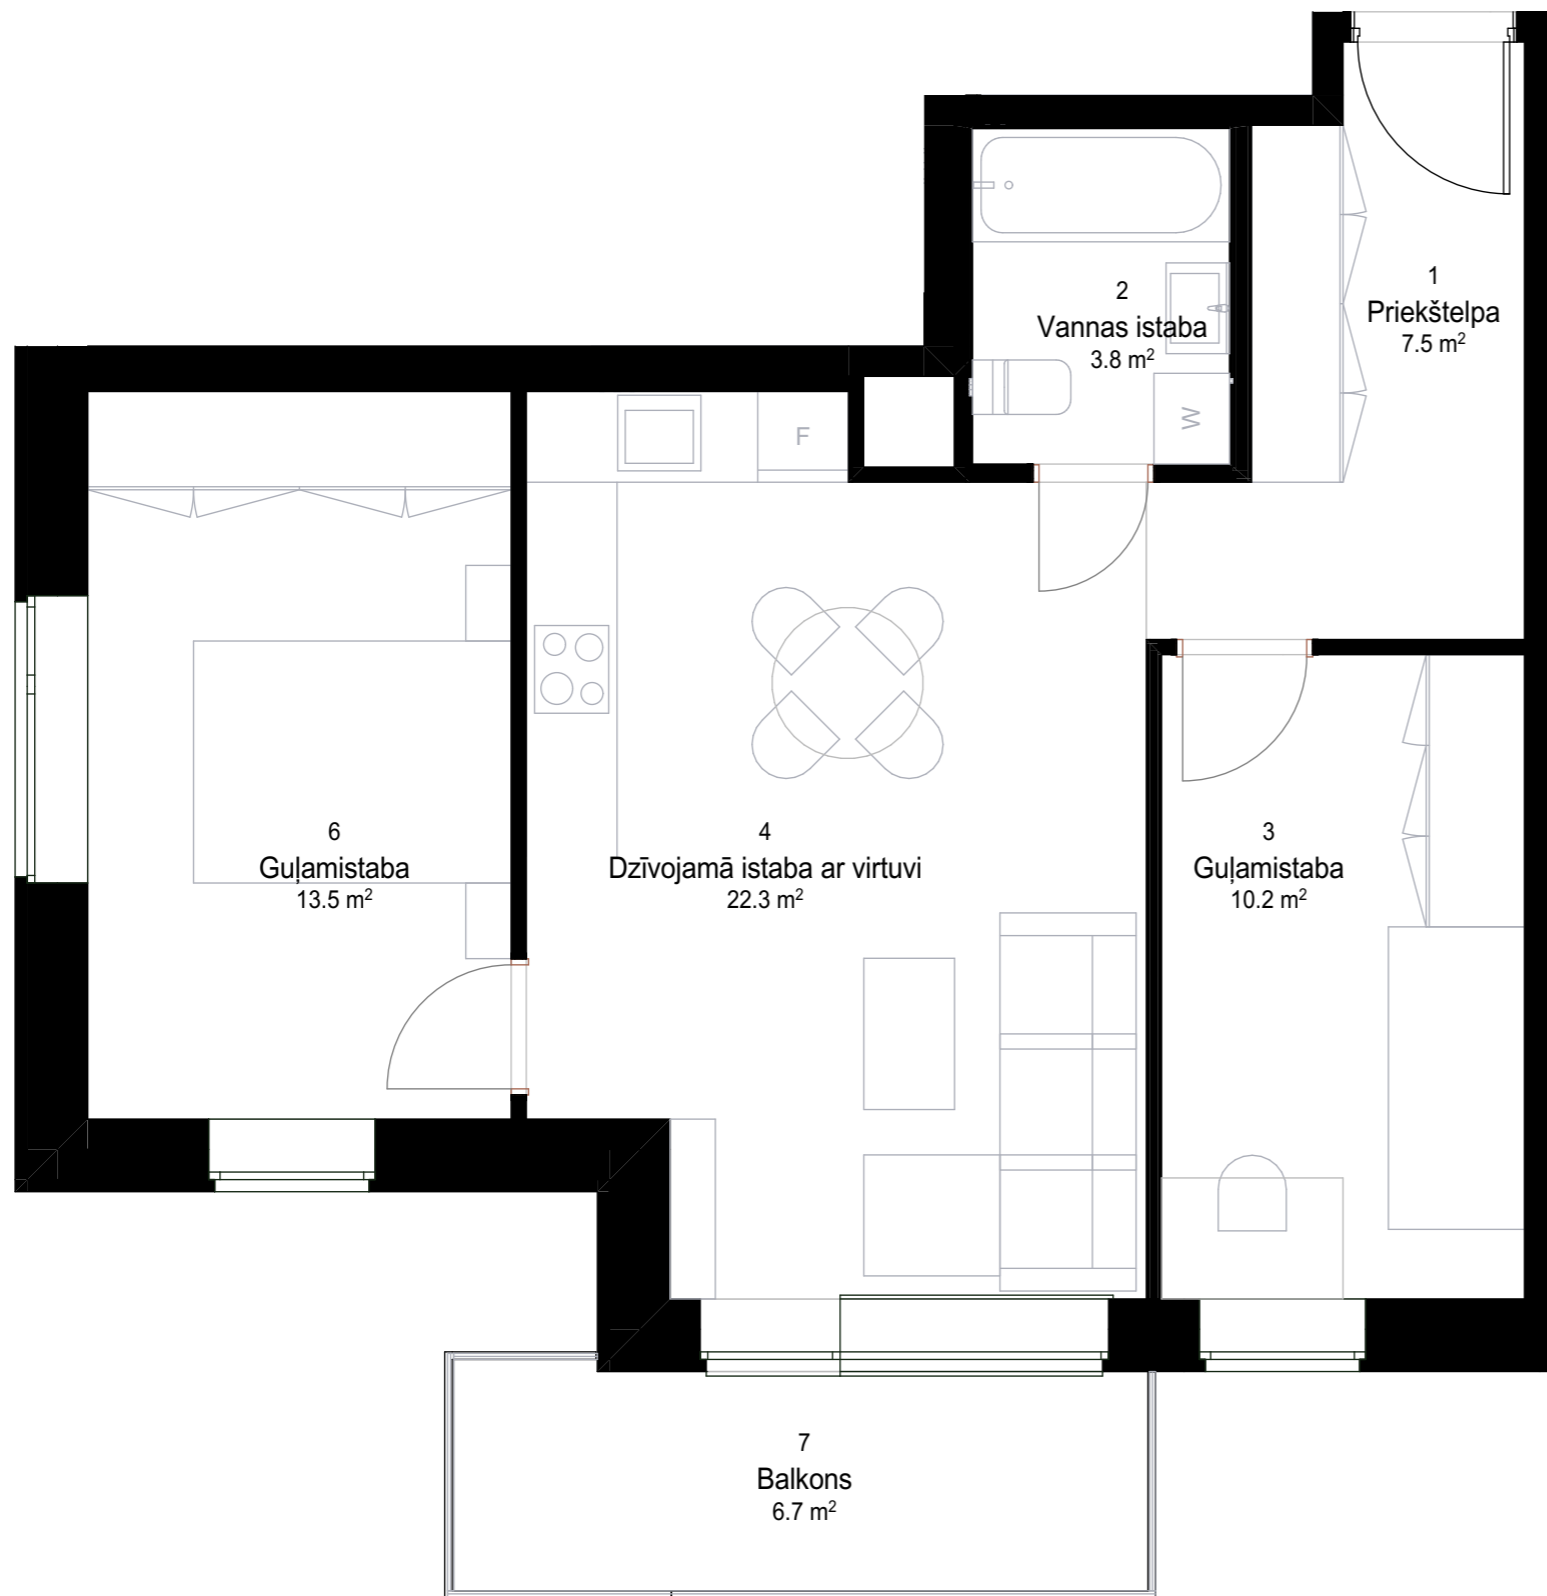 1
Priekštelpa
7.5 m²
2
Vannas istaba
3.8 m²
F
W
6
Guļamistaba
13.5 m²
4
Dzīvojamā istaba ar virtuvi
22.3 m²
3
Guļamistaba
10.2 m²
7
Balkons
6.7 m²